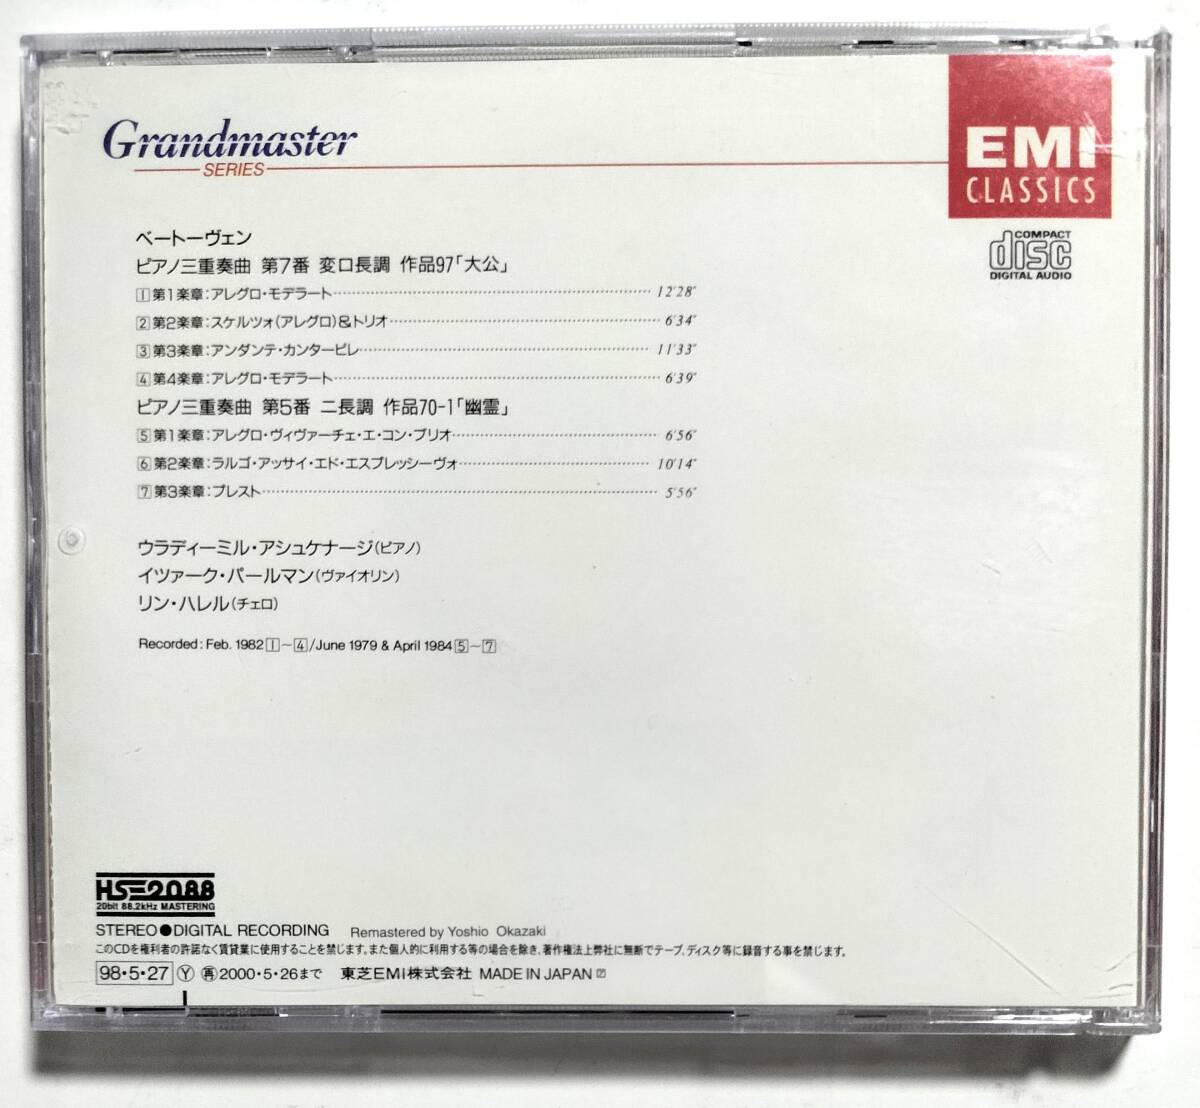 Grandmaster
SERIES
EMI
CLASSICS
COMPACT
disc
DIGITAL AUDIO
ベートーヴェン
ピアノ三重奏曲 第7番 変ロ長調 作品97「大公」
1 第1楽章:アレグロ・モデラート 12'28"
2 第2楽章:スケルツォ(アレグロ)&トリオ 6'34"
3 第3楽章:アンダンテ・カンタービレ 11'33"
4 第4楽章:アレグロ・モデラート 6'39"
ピアノ三重奏曲 第5番 ニ長調 作品70-1「幽霊」
5 第1楽章:アレグロ・ヴィヴァーチェ・エ・コン・ブリオ 6'56"
6 第2楽章:ラルゴ・アッサイ・エド・エスプレッシーヴォ 10'14"
7 第3楽章:プレスト 5'56"
ウラディーミル・アシュケナージ(ピアノ)
イツァーク・パールマン(ヴァイオリン)
リン・ハレル(チェロ)
Recorded: Feb. 1982 1~4/June 1979 & April 1984 5~7
HS2088
20bit 88.2kHz MASTERING
STEREO●DIGITAL RECORDING Remastered by Yoshio Okazaki
このCDを権利者の許諾なく賃貸業に使用することを禁じます。また個人的に利用する等の場合を除き、著作権法上弊社に無断でテープ、ディスク等に録音する事を禁じます。
98・5・27 Ⓨ 再 2000・5・26まで 東芝EMI株式会社 MADE IN JAPAN